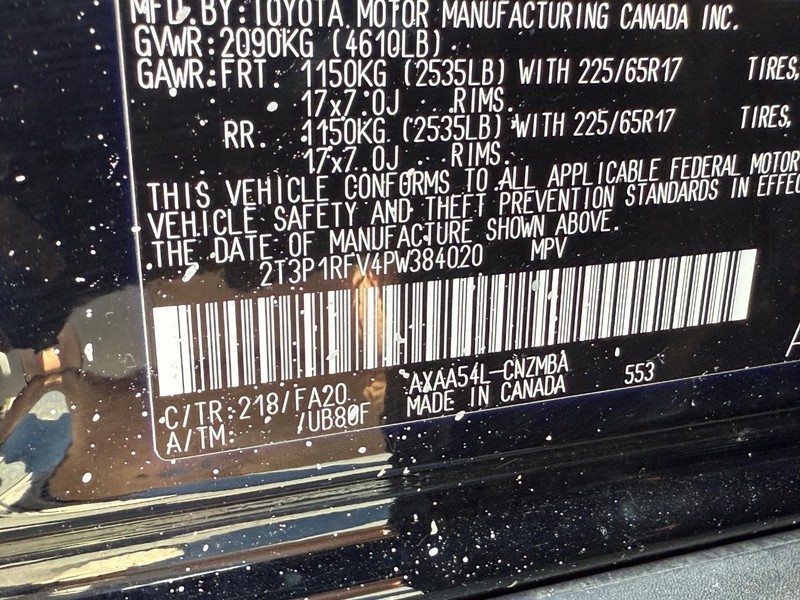 MFD. BY: TOYOTA MOTOR MANUFACTURING CANADA INC.
GVWR: 2090KG (4610LB)
GAWR: FRT. 1150KG (2535LB) WITH 225/65R17 TIRES,
17x7.0J RIMS.
RR. 1150KG (2535LB) WITH 225/65R17 TIRES,
17x7.0J RIMS.
THIS VEHICLE CONFORMS TO ALL APPLICABLE FEDERAL MOTOR
VEHICLE SAFETY AND THEFT PREVENTION STANDARDS IN EFFEC
THE DATE OF MANUFACTURE SHOWN ABOVE.
2T3P1RFV4PW384020 MPV
C/TR: 218/FA20 AXAA54L-CNZMBA 553
A/TM: /UB80F MADE IN CANADA